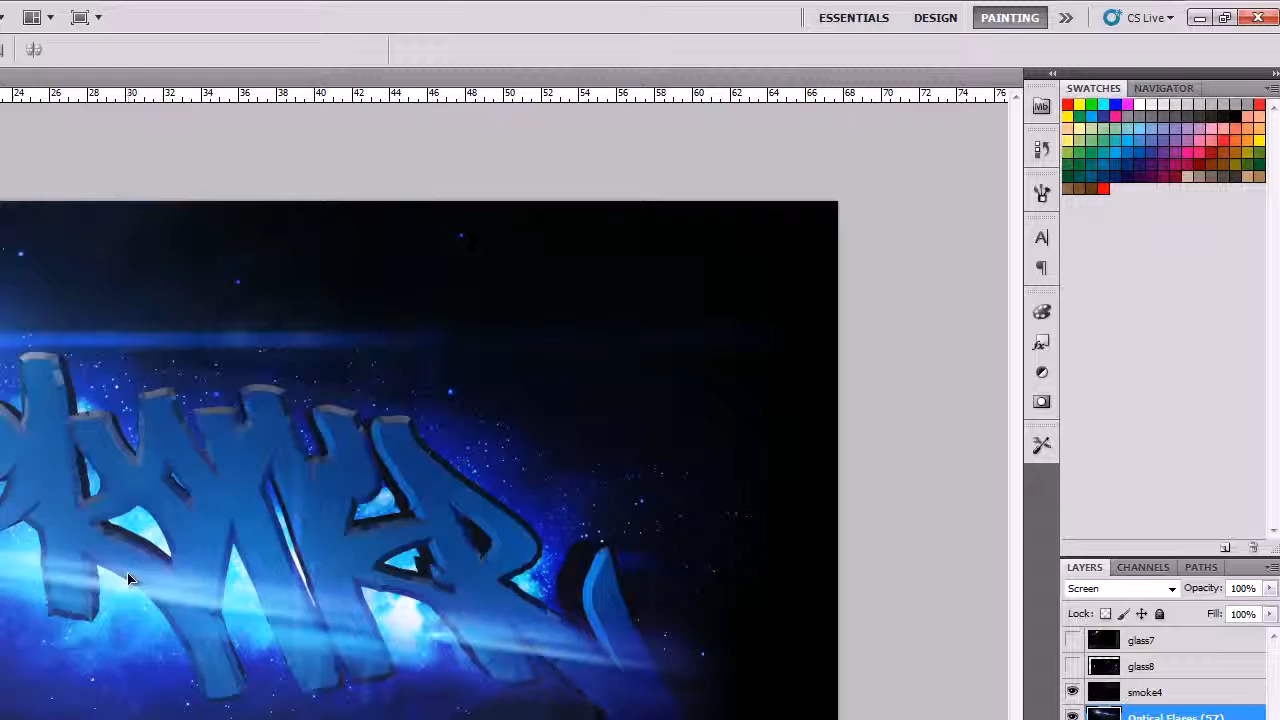 ESSENTIALS DESIGN PAINTING CS Live
24 26 28 30 32 34 36 38 40 42 44 46 48 50 52 54 56 58 60 62 64 66 68 70 72 74 76
SWATCHES NAVIGATOR
Mb
A
LAYERS CHANNELS PATHS
Screen Opacity: 100%
Lock: Fill: 100%
glass7
glass8
smoke4
Optical Flares (57)